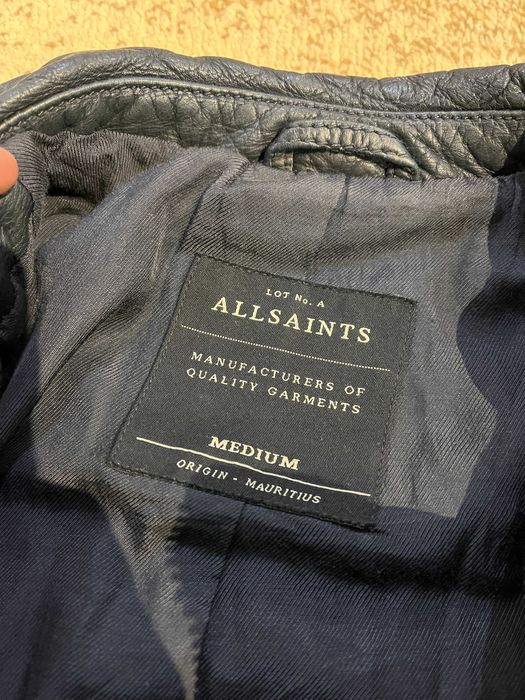 LOT No. A
ALLSAINTS
MANUFACTURERS OF
QUALITY GARMENTS
MEDIUM
ORIGIN - MAURITIUS